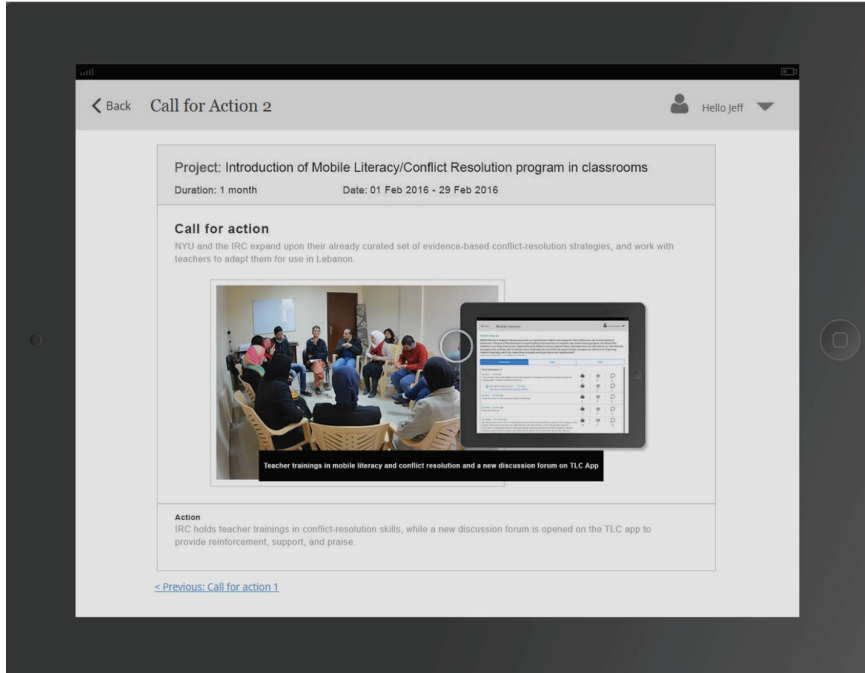 Back
Call for Action 2
Hello Jeff
Project: Introduction of Mobile Literacy/Conflict Resolution program in classrooms
Duration: 1 month
Date: 01 Feb 2016 - 29 Feb 2016
Call for action
NYU and the IRC expand upon their already curated set of evidence-based conflict-resolution strategies, and work with
teachers to adapt them for use in Lebanon.
Mobile Literacy
Teacher trainings in mobile literacy and conflict resolution and a new discussion forum on TLC App
Action
IRC holds teacher trainings in conflict-resolution skills, while a new discussion forum is opened on the TLC app to
provide reinforcement, support, and praise.
< Previous: Call for action 1